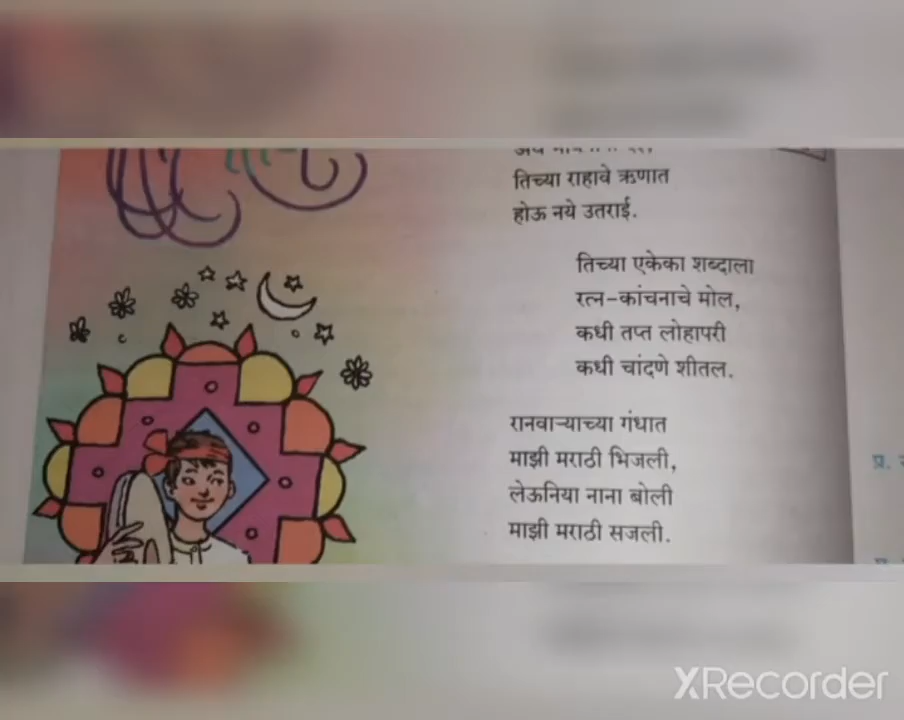 तिच्या राहावे ऋणात
होऊ नये उतराई.
तिच्या एकेका शब्दाला
रत्न-कांचनाचे मोल,
कधी तप्त लोहापरी
कधी चांदणे शीतल.
रानवाऱ्याच्या गंधात
माझी मराठी भिजली,
लेऊनिया नाना बोली
माझी मराठी सजली.
प्र.
XRecorder